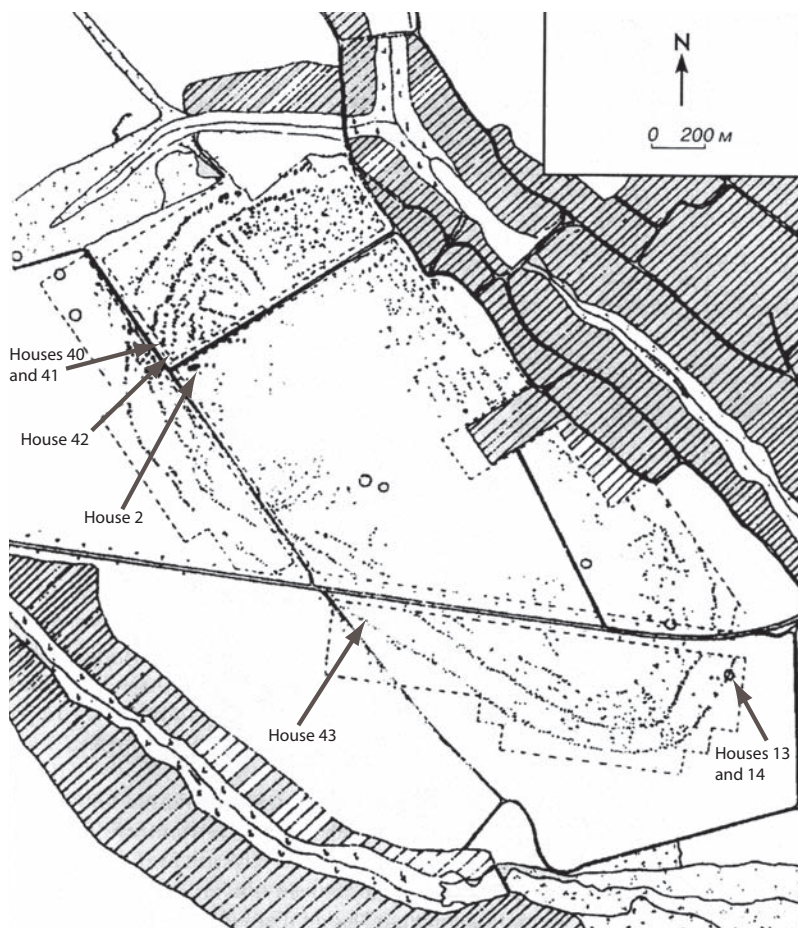 N
0 200 м
Houses 40
and 41
House 42
House 2
House 43
Houses 13
and 14